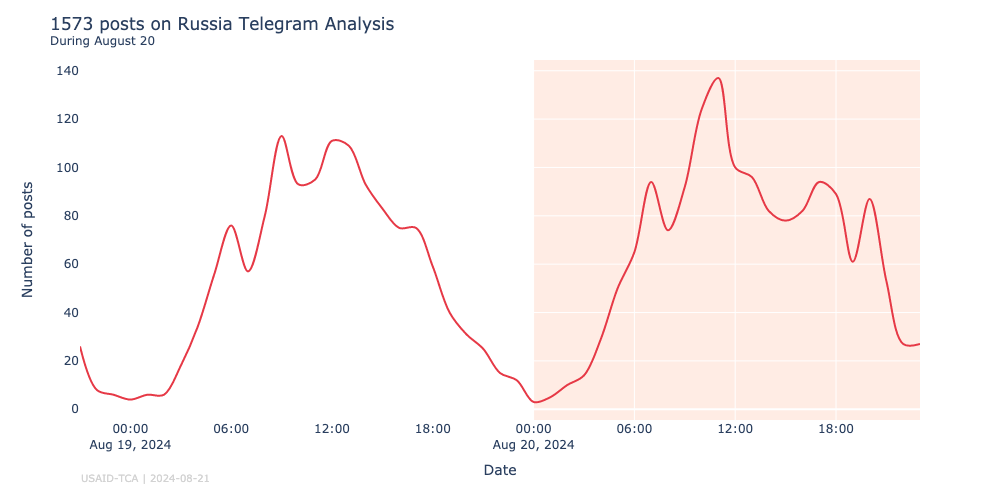 1573 posts on Russia Telegram Analysis
During August 20
Number of posts
140
120
100
80
60
40
20
0
00:00 06:00 12:00 18:00 00:00 06:00 12:00 18:00
Aug 19, 2024 Aug 20, 2024
Date
USAID-TCA | 2024-08-21